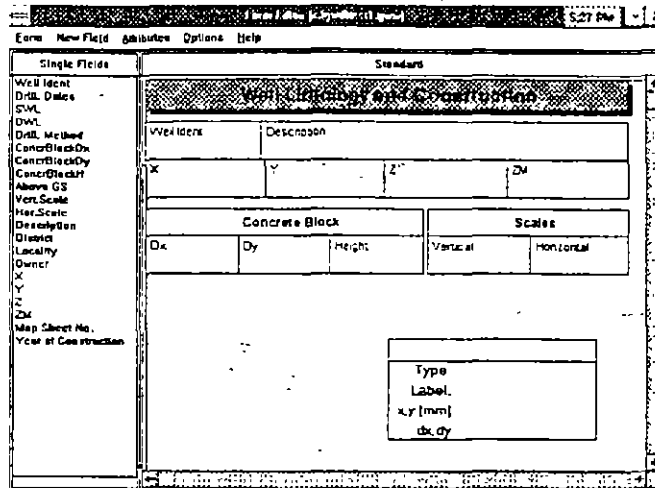 5:27 PM
Form New Field Attributes Options Help
Single Fields
Standard
Well Ident
Drill. Dates
SWL
DWL
Drill. Method
ConcrBlockDx
ConcrBlockDy
ConcrBlockH
Above GS
Vert.Scale
Hor.Scale
Description
District
Locality
Owner
X
Y
Z
ZM
Map Sheet No.
Year of Construction
Well Lithology and Construction
Well Ident Description
X Y Z ZM
Concrete Block Scales
Dx Dy Height Vertical Horizontal
Type
Label
x,y [mm]
dx,dy